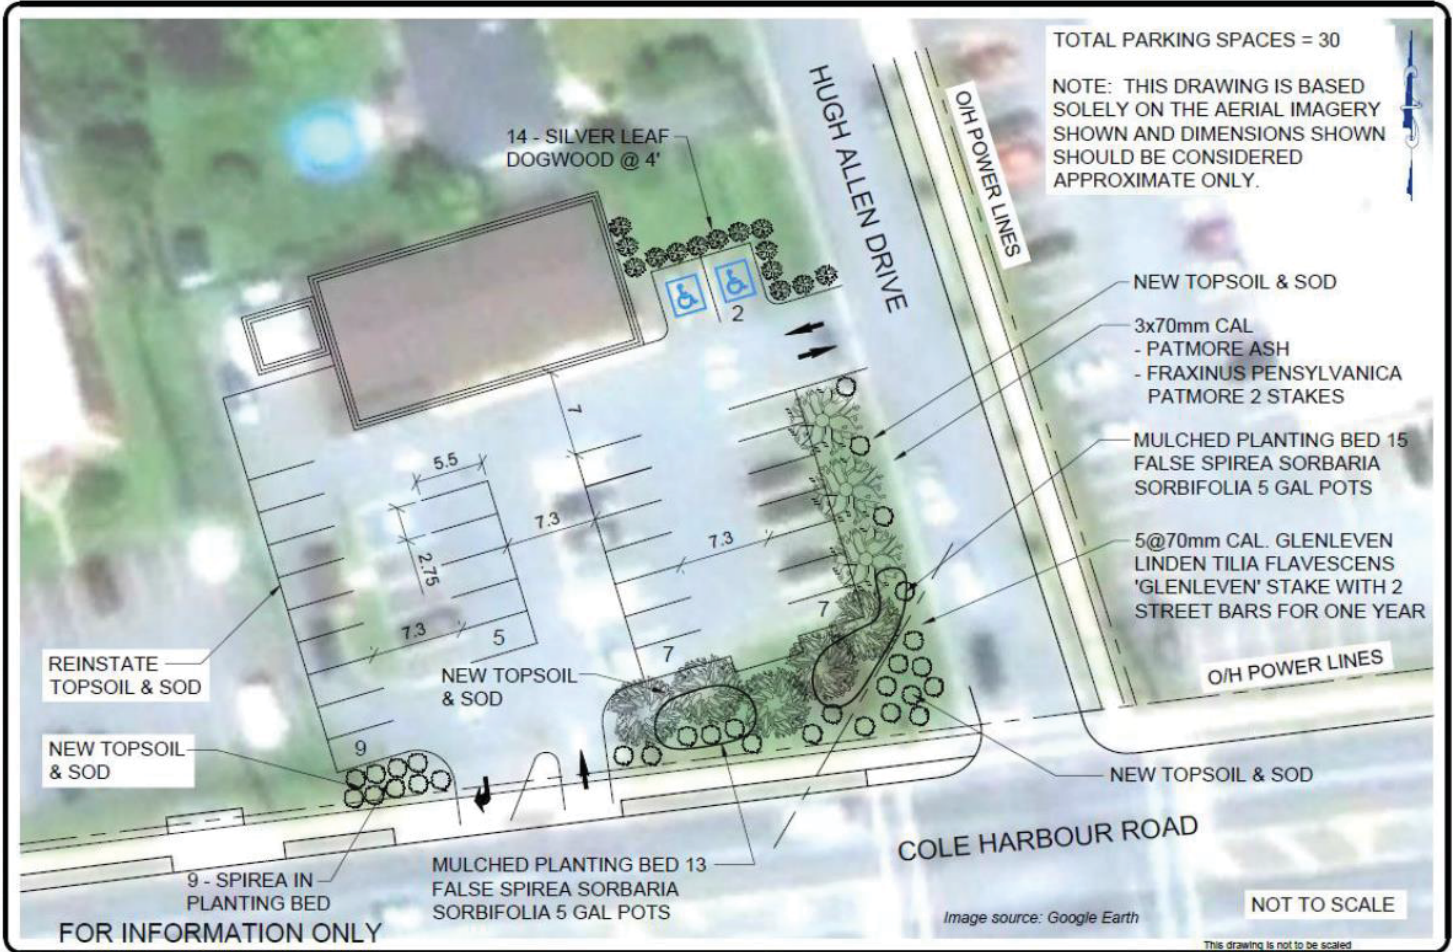 TOTAL PARKING SPACES = 30
NOTE: THIS DRAWING IS BASED
SOLELY ON THE AERIAL IMAGERY
SHOWN AND DIMENSIONS SHOWN
SHOULD BE CONSIDERED
APPROXIMATE ONLY.
HUGH ALLEN DRIVE
O/H POWER LINES
14 - SILVER LEAF
DOGWOOD @ 4'
2
NEW TOPSOIL & SOD
3x70mm CAL
- PATMORE ASH
- FRAXINUS PENSYLVANICA
PATMORE 2 STAKES
MULCHED PLANTING BED 15
FALSE SPIREA SORBARIA
SORBIFOLIA 5 GAL POTS
5@70mm CAL. GLENLEVEN
LINDEN TILIA FLAVESCENS
'GLENLEVEN' STAKE WITH 2
STREET BARS FOR ONE YEAR
O/H POWER LINES
7
5.5
7.3
7.3
2.75
7.3
5
7
7
REINSTATE
TOPSOIL & SOD
NEW TOPSOIL
& SOD
NEW TOPSOIL
& SOD
9
NEW TOPSOIL & SOD
COLE HARBOUR ROAD
9 - SPIREA IN
PLANTING BED
MULCHED PLANTING BED 13
FALSE SPIREA SORBARIA
SORBIFOLIA 5 GAL POTS
FOR INFORMATION ONLY
Image source: Google Earth
NOT TO SCALE
This drawing is not to be scaled